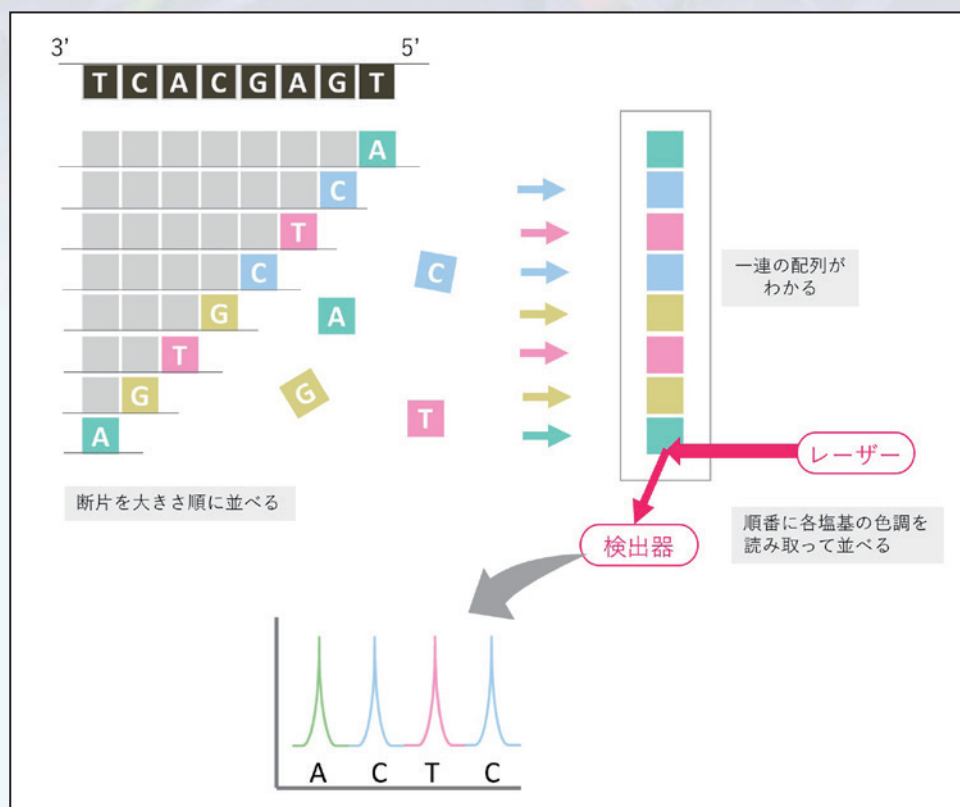 3’ 5’
T C A C G A G T
A
C
T
C
G
T
G
A
C
A
G
T
一連の配列が
わかる
レーザー
断片を大きさ順に並べる
順番に各塩基の色調を
読み取って並べる
検出器
A C T C